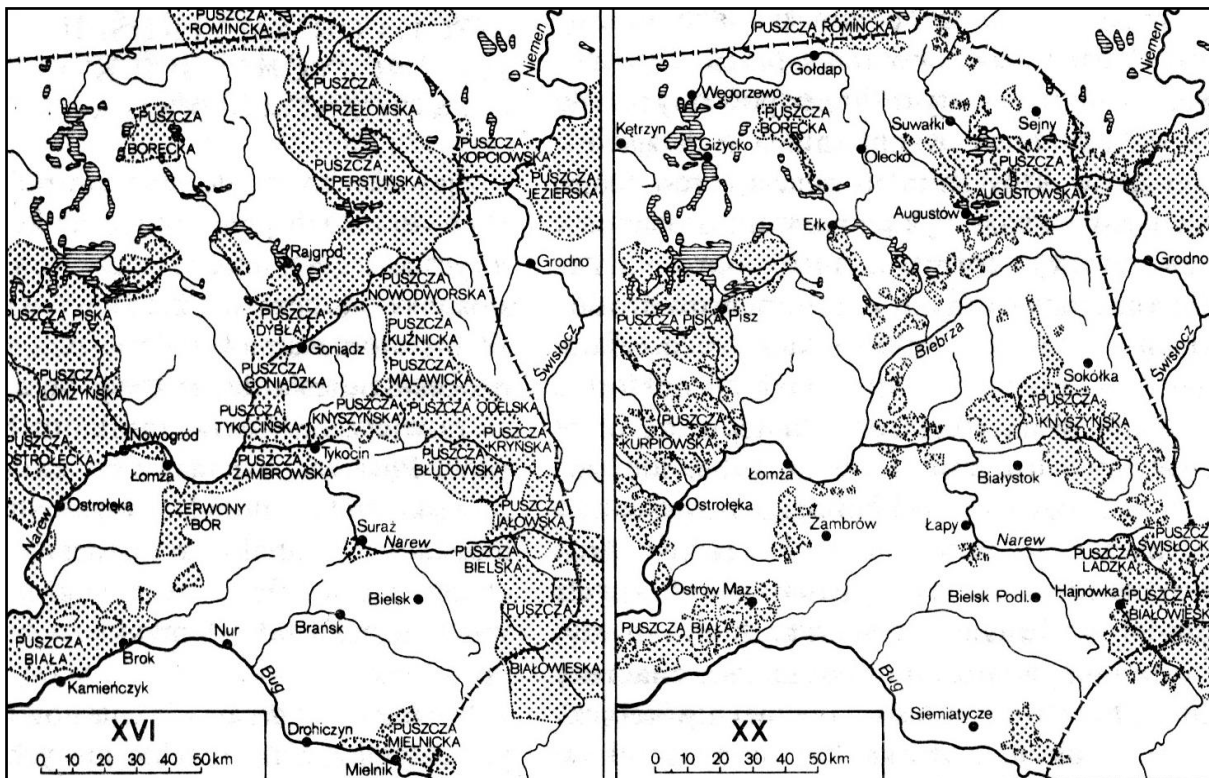 PUSZCZA
ROMINCKA
Niemen
PUSZCZA
PRZEŁOMSKA
PUSZCZA
BORECKA
PUSZCZA
KOPCIOWSKA
PUSZCZA
PERSTUŃSKA
PUSZCZA
JEZIERSKA
Rajgród
Grodno
PUSZCZA
NOWODWORSKA
PUSZCZA PISKA
PUSZCZA
DYBŁA
PUSZCZA
KUŹNICKA
Goniądz
Świsłocz
PUSZCZA
ŁOMŻYŃSKA
PUSZCZA
GONIĄDZKA
PUSZCZA
MALAWICKA
PUSZCZA
TYKOCIŃSKA
PUSZCZA
KNYSZYŃSKA
PUSZCZA ODELSKA
Nowogród
PUSZCZA
OSTROŁĘCKA
Tykocin
PUSZCZA
KRYŃSKA
Łomża
PUSZCZA
ZAMBROWSKA
PUSZCZA
BŁUDOWSKA
Ostrołęka
CZERWONY
BÓR
PUSZCZA
JAŁOWSKA
Narew
Suraż
Narew
PUSZCZA
BIELSKA
Bielsk
Brańsk
PUSZCZA
BIAŁOWIESKA
PUSZCZA
BIAŁA
Brok
Nur
Kamieńczyk
Bug
Drohiczyn
PUSZCZA
MIELNICKA
Mielnik
XVI
0 10 20 30 40 50 km
PUSZCZA ROMINCKA
Niemen
Gołdap
Węgorzewo
PUSZCZA
BORECKA
Suwałki
Sejny
Kętrzyn
Giżycko
Olecko
PUSZCZA
AUGUSTOWSKA
Augustów
Ełk
Grodno
PUSZCZA PISKA
Pisz
Biebrza
Świsłocz
Sokółka
PUSZCZA
KURPIOWSKA
PUSZCZA
KNYSZYŃSKA
Łomża
Białystok
Ostrołęka
Zambrów
Łapy
Narew
PUSZCZA
ŚWISŁOCKA
PUSZCZA
LADZKA
Ostrów Maz.
Bielsk Podl.
Hajnówka
PUSZCZA
BIAŁOWIESKA
PUSZCZA BIAŁA
Bug
Siemiatycze
XX
0 10 20 30 40 50 km